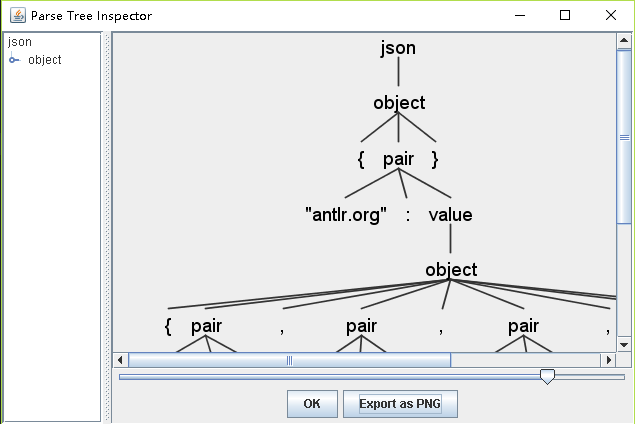 Parse Tree Inspector
json
object
json
object
{ pair }
"antlr.org" : value
object
{ pair , pair , pair ,
OK Export as PNG